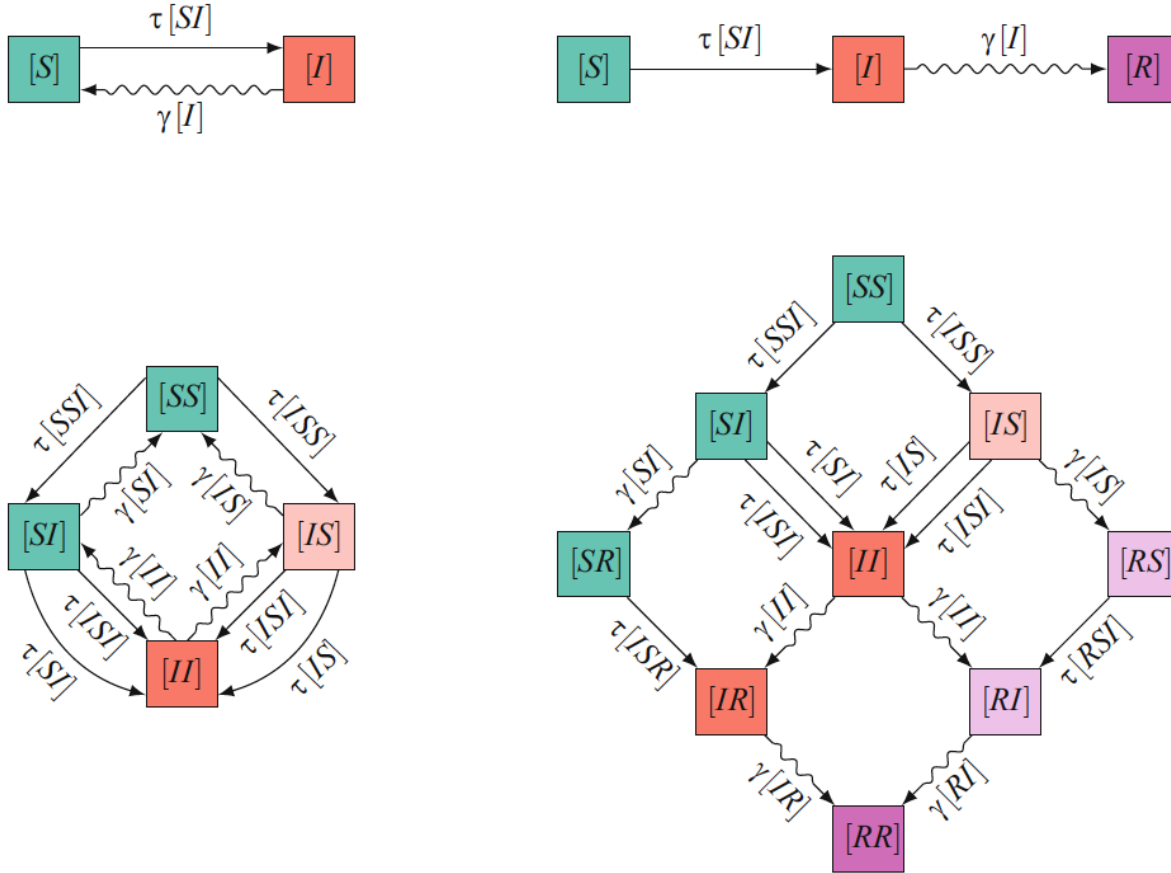 τ[SI]
[S]
[I]
γ[I]
τ[SI]
γ[I]
[S]
[I]
[R]
[SS]
τ[SSI]
τ[ISS]
γ[SI]
γ[IS]
[SI]
[IS]
γ[II]
γ[II]
τ[ISI]
τ[ISI]
τ[SI]
τ[IS]
[II]
[SS]
τ[SSI]
τ[ISS]
[SI]
[IS]
γ[SI]
τ[SI]
τ[IS]
γ[IS]
τ[ISI]
τ[ISI]
[SR]
[II]
[RS]
τ[ISR]
γ[II]
γ[II]
τ[RSI]
[IR]
[RI]
γ[IR]
γ[RI]
[RR]